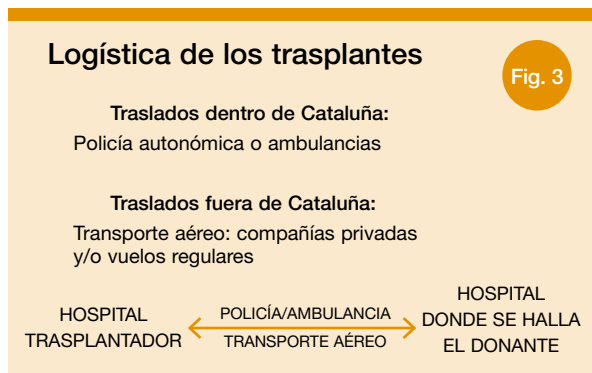 Logística de los trasplantes
Fig. 3
Traslados dentro de Cataluña:
Policía autonómica o ambulancias
Traslados fuera de Cataluña:
Transporte aéreo: compañías privadas
y/o vuelos regulares
HOSPITAL
TRASPLANTADOR
POLICÍA/AMBULANCIA
TRANSPORTE AÉREO
HOSPITAL
DONDE SE HALLA
EL DONANTE